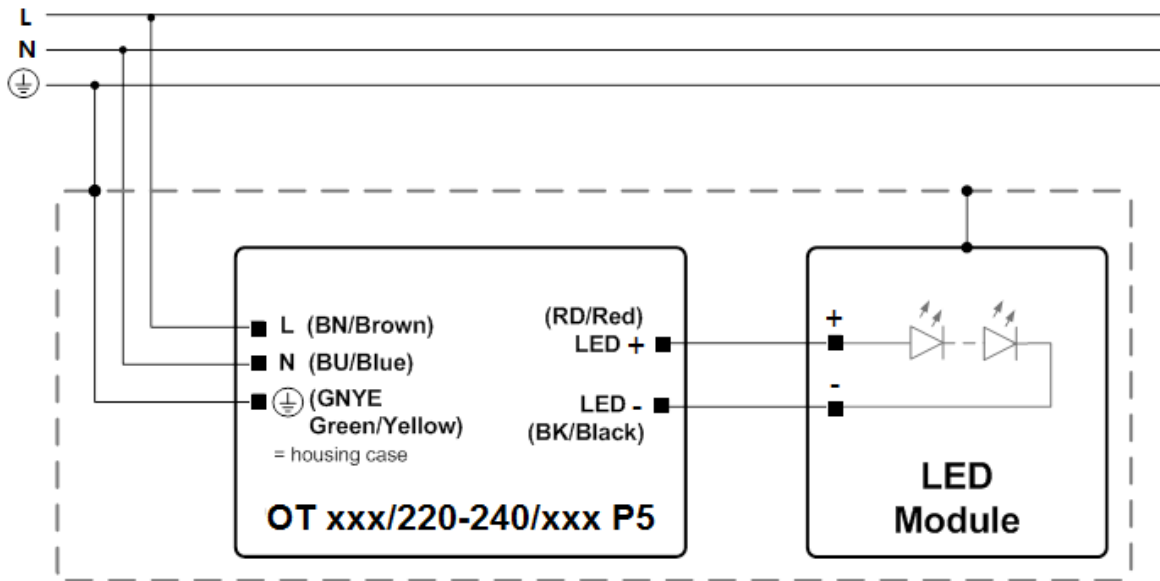 L
N
L (BN/Brown)
N (BU/Blue)
(GNYE
Green/Yellow)
= housing case
(RD/Red)
LED +
LED -
(BK/Black)
OT xxx/220-240/xxx P5
+
-
LED
Module